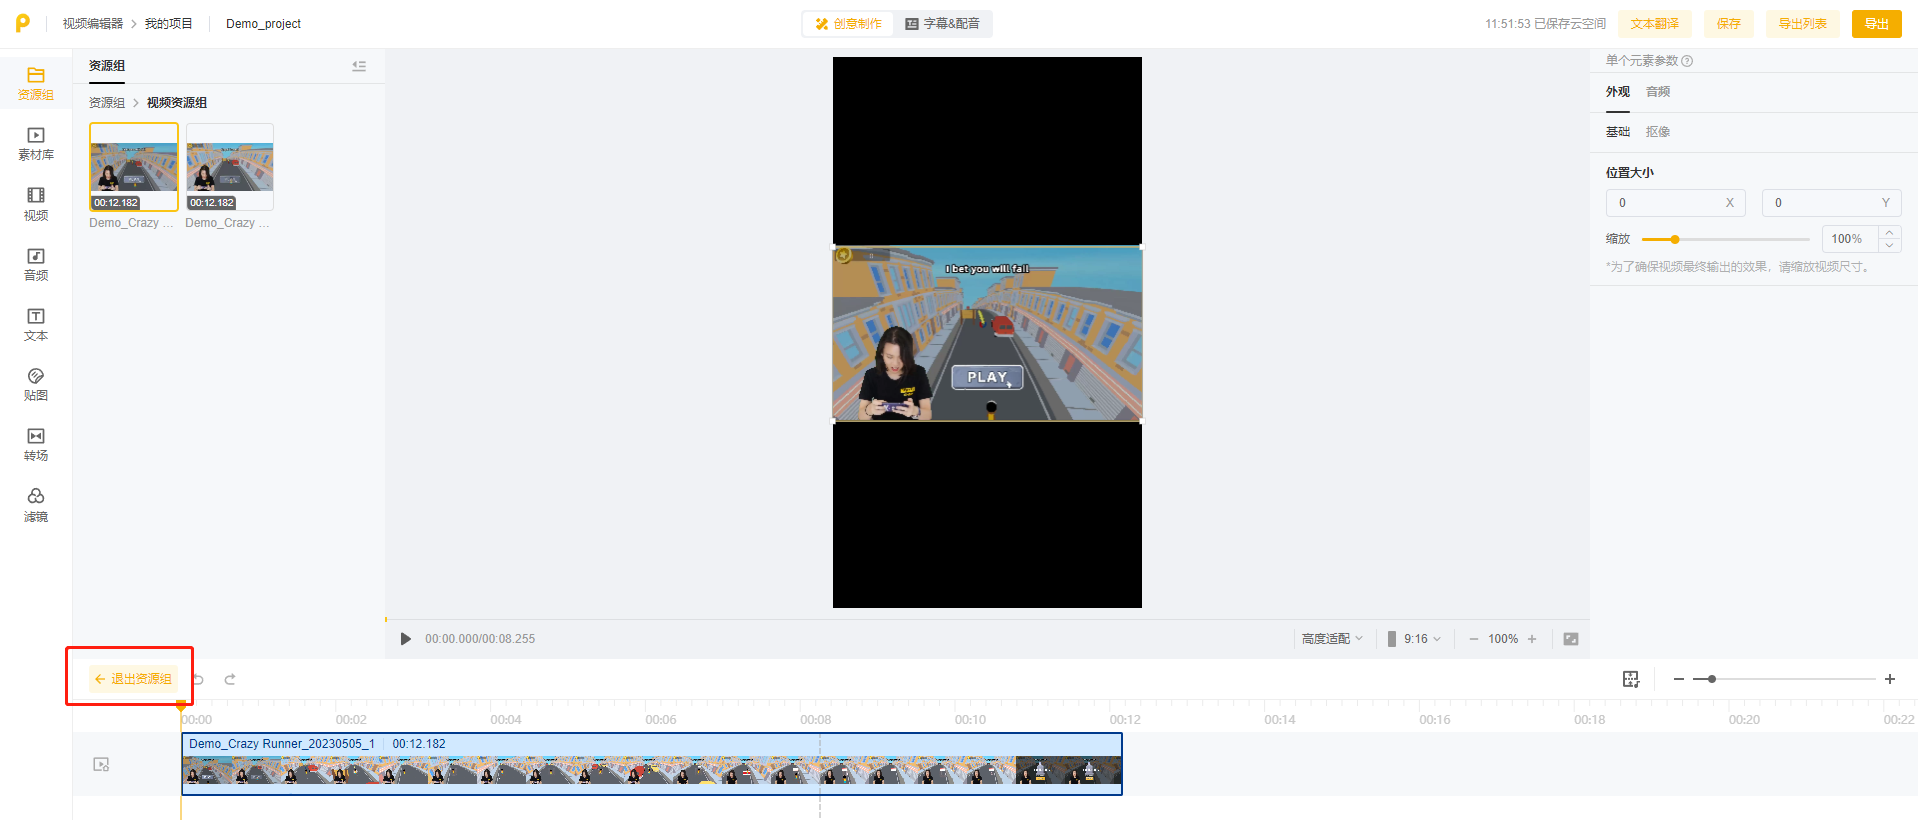 视频编辑器 > 我的项目 Demo_project
创意制作 字幕&配音
11:51:53 已保存云空间 文本翻译 保存 导出列表 导出
资源组
素材库
视频
音频
文本
贴图
转场
滤镜
资源组
资源组 > 视频资源组
00:12.182 00:12.182
Demo_Crazy ... Demo_Crazy ...
I bet you will fail
PLAY
00:00.000/00:08.255
高度适配 9:16 100%
单个元素参数
外观 音频
基础 抠像
位置大小
0 X 0 Y
缩放 100%
*为了确保视频最终输出的效果，请缩放视频尺寸。
退出资源组
00:00 00:02 00:04 00:06 00:08 00:10 00:12 00:14 00:16 00:18 00:20 00:22
Demo_Crazy Runner_20230505_1 00:12.182